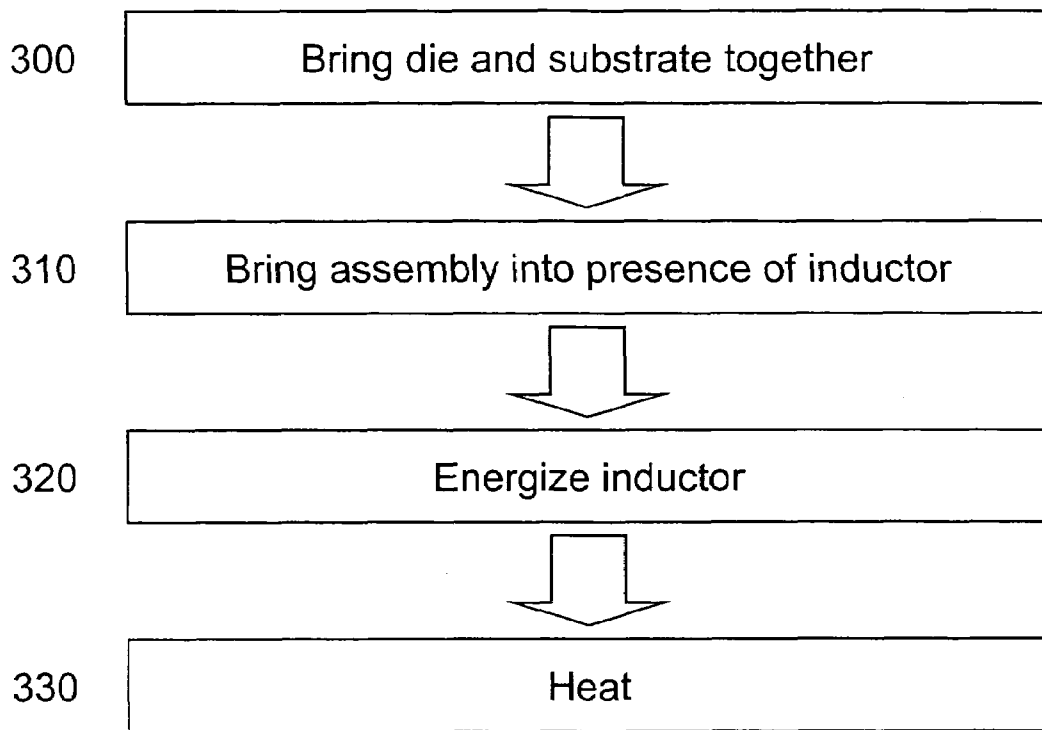 300 Bring die and substrate together
310 Bring assembly into presence of inductor
320 Energize inductor
330 Heat